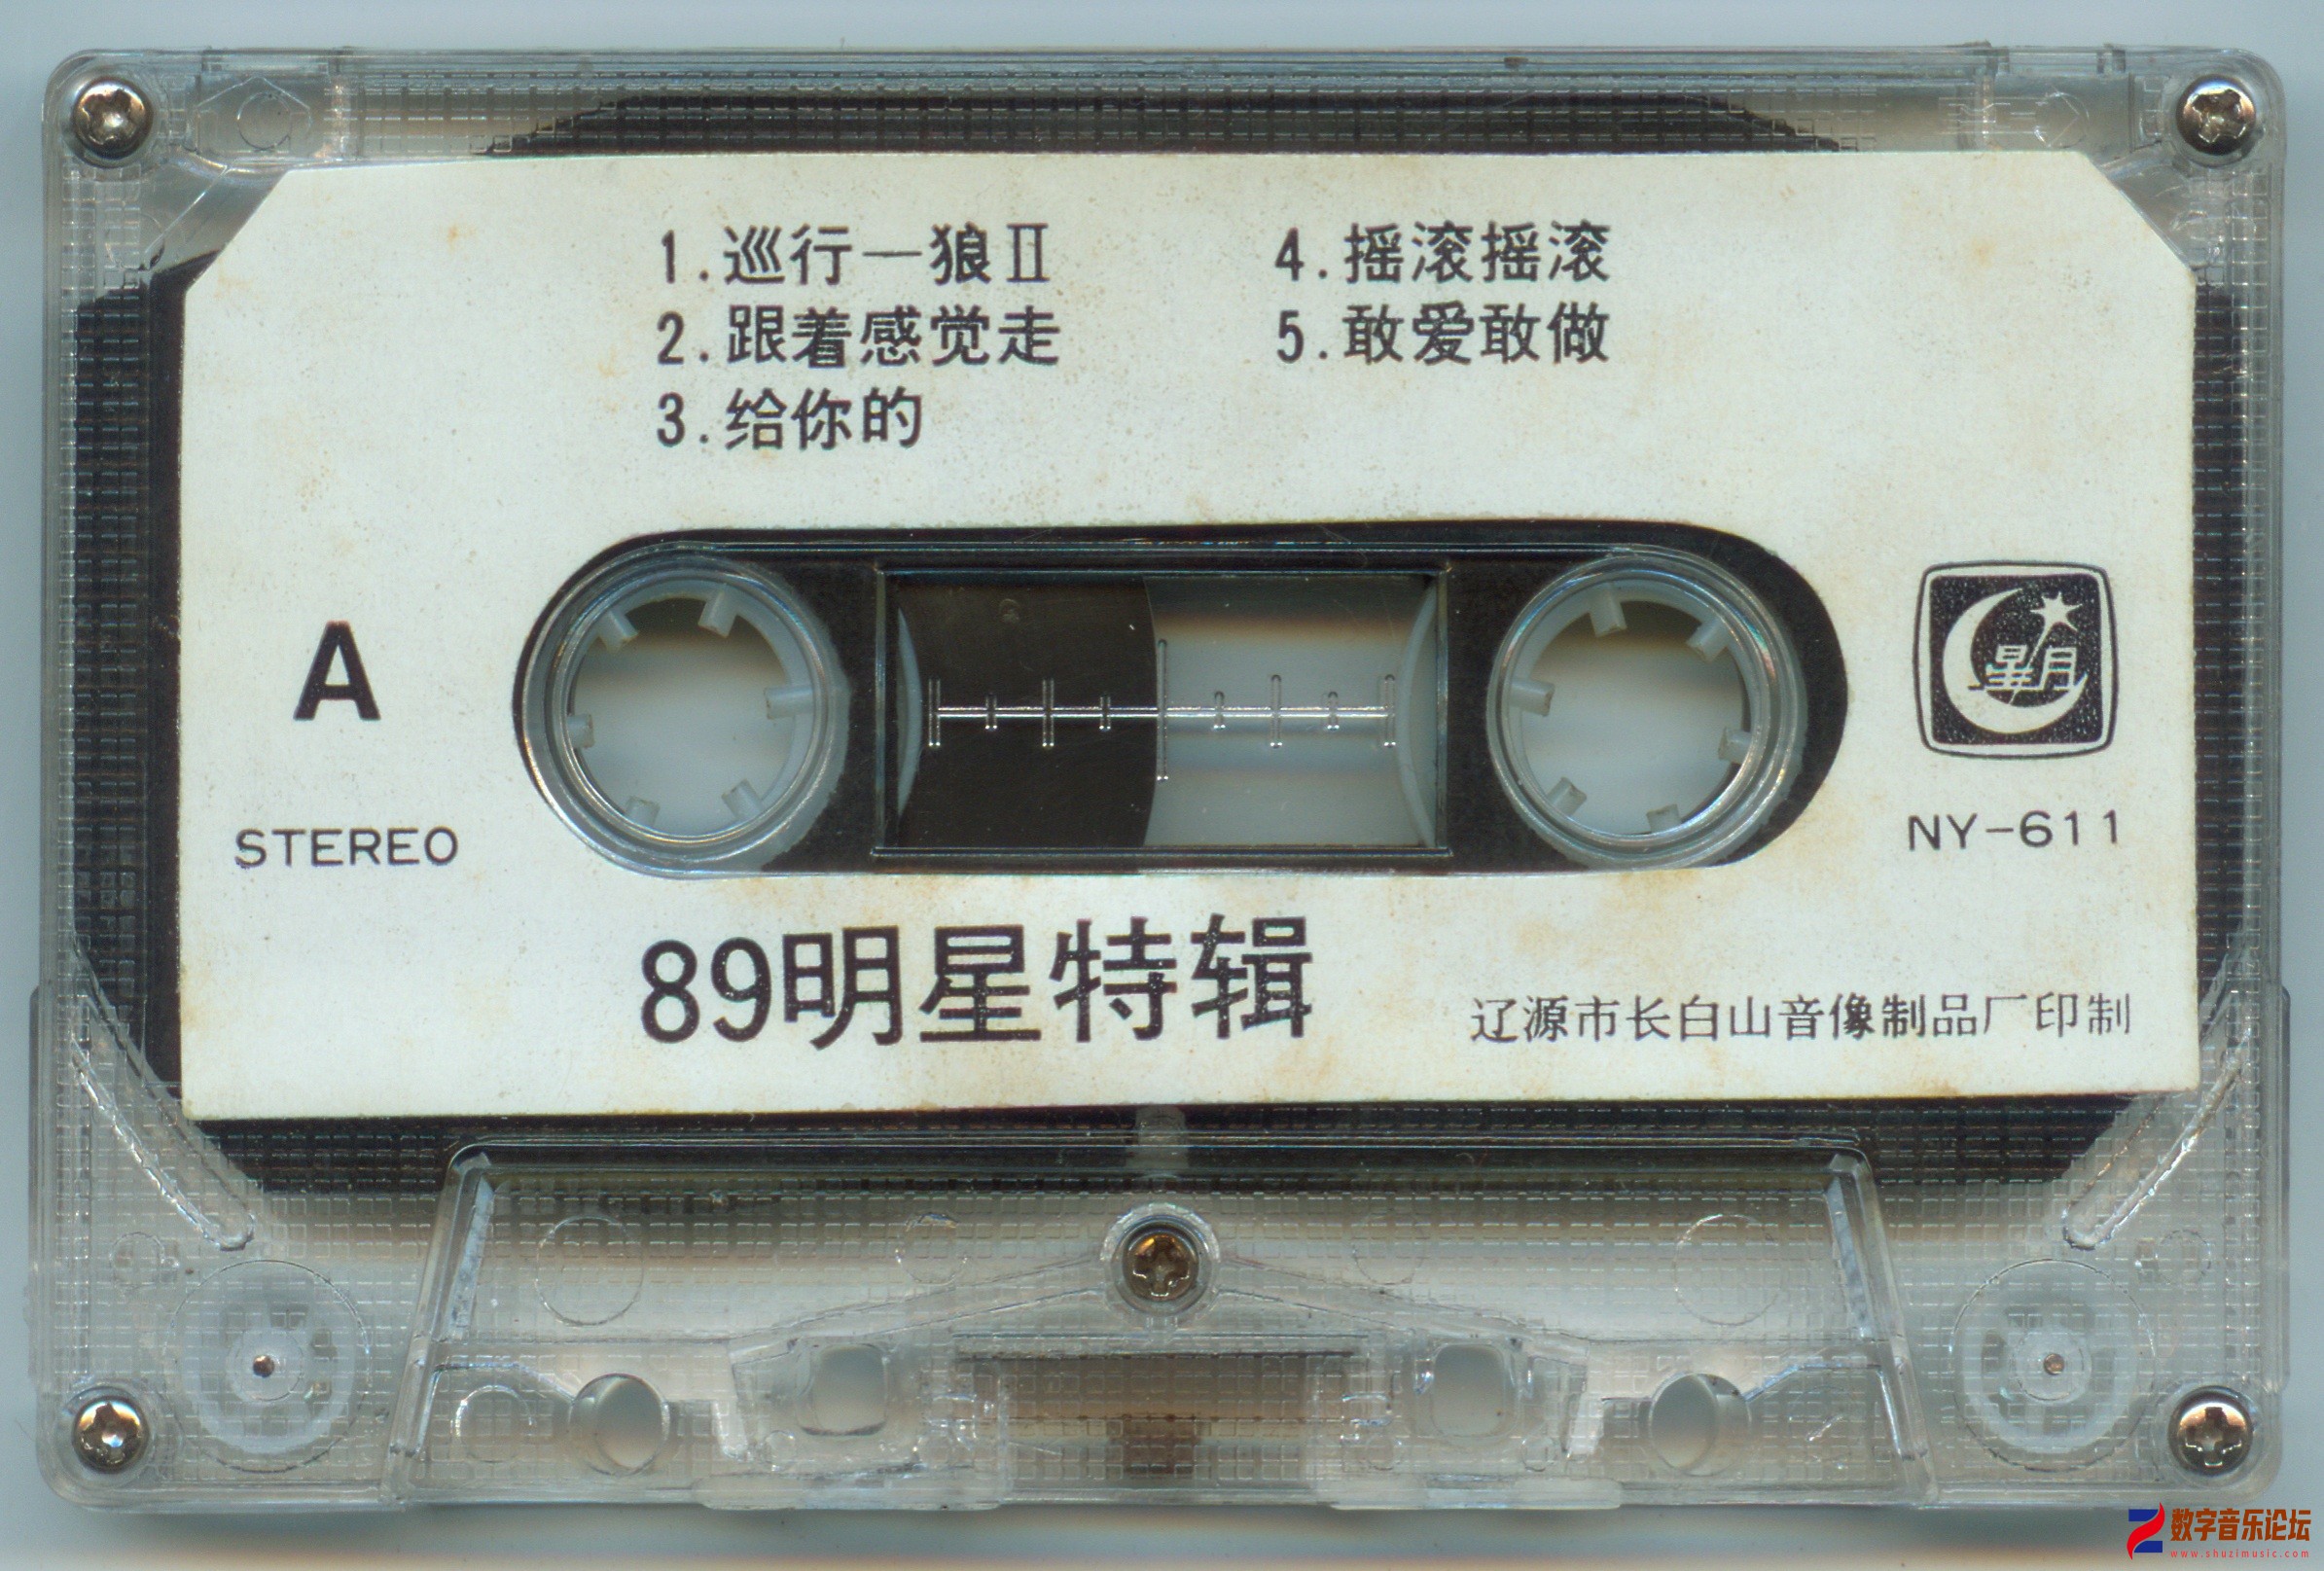 1.巡行一狼Ⅱ
2.跟着感觉走
3.给你的
4.摇滚摇滚
5.敢爱敢做
A
STEREO
星月
NY-611
89明星特辑
辽源市长白山音像制品厂印制
数字音乐论坛
www.shuzimusic.com